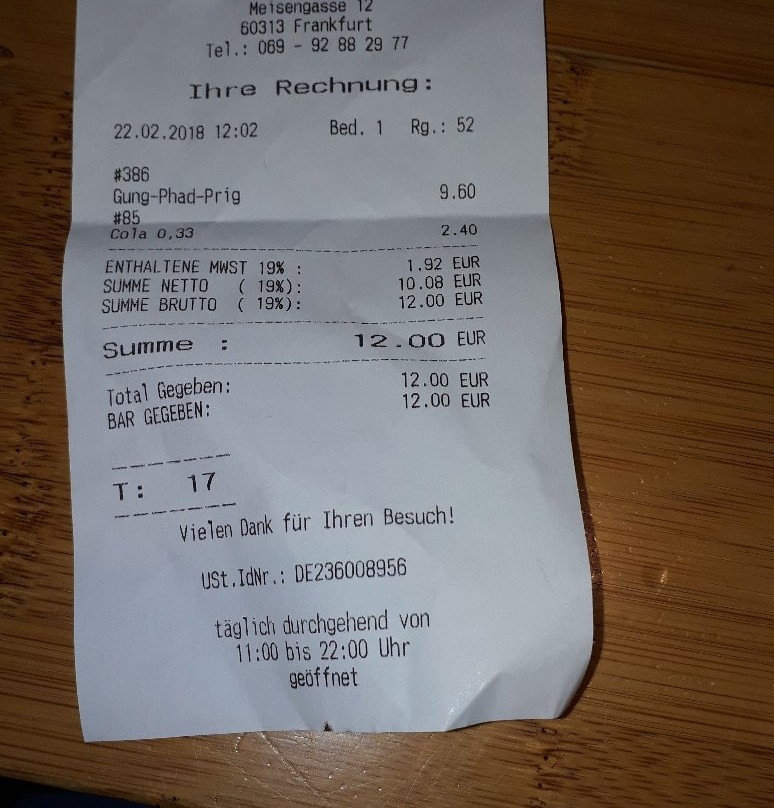 Meisengasse 12
60313 Frankfurt
Tel.: 069 - 92 88 29 77
Ihre Rechnung:
22.02.2018 12:02 Bed. 1 Rg.: 52
#386
Gung-Phad-Prig 9.60
#85
Cola 0,33 2.40
ENTHALTENE MWST 19% : 1.92 EUR
SUMME NETTO ( 19%): 10.08 EUR
SUMME BRUTTO ( 19%): 12.00 EUR
Summe : 12.00 EUR
Total Gegeben: 12.00 EUR
BAR GEGEBEN: 12.00 EUR
T: 17
Vielen Dank für Ihren Besuch!
USt.IdNr.: DE236008956
täglich durchgehend von
11:00 bis 22:00 Uhr
geöffnet